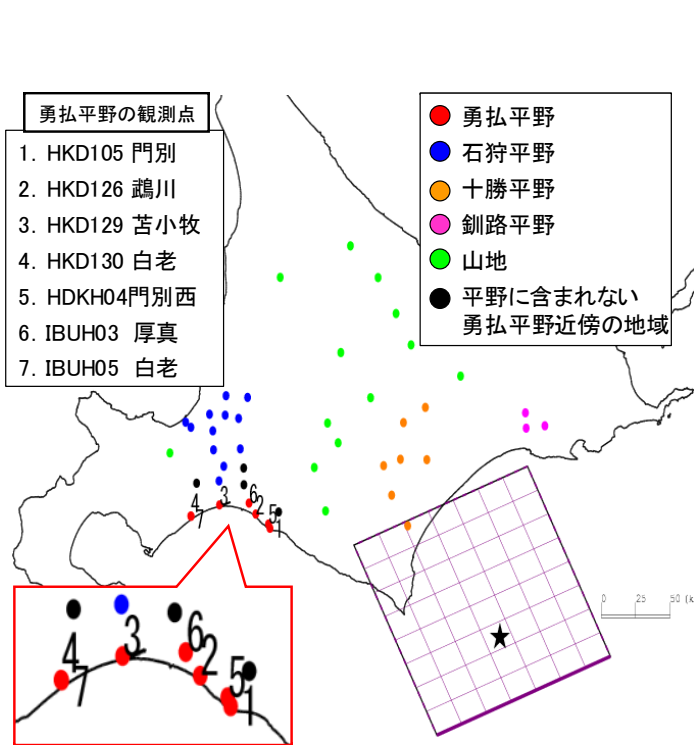 勇払平野の観測点
1. HKD105 門別
2. HKD126 鵡川
3. HKD129 苫小牧
4. HKD130 白老
5. HDKH04門別西
6. IBUH03 厚真
7. IBUH05 白老
勇払平野
石狩平野
十勝平野
釧路平野
山地
平野に含まれない
勇払平野近傍の地域
4
7
3
6
2
5
1
0 25 50 (k
4
7
3
6
2
5
1